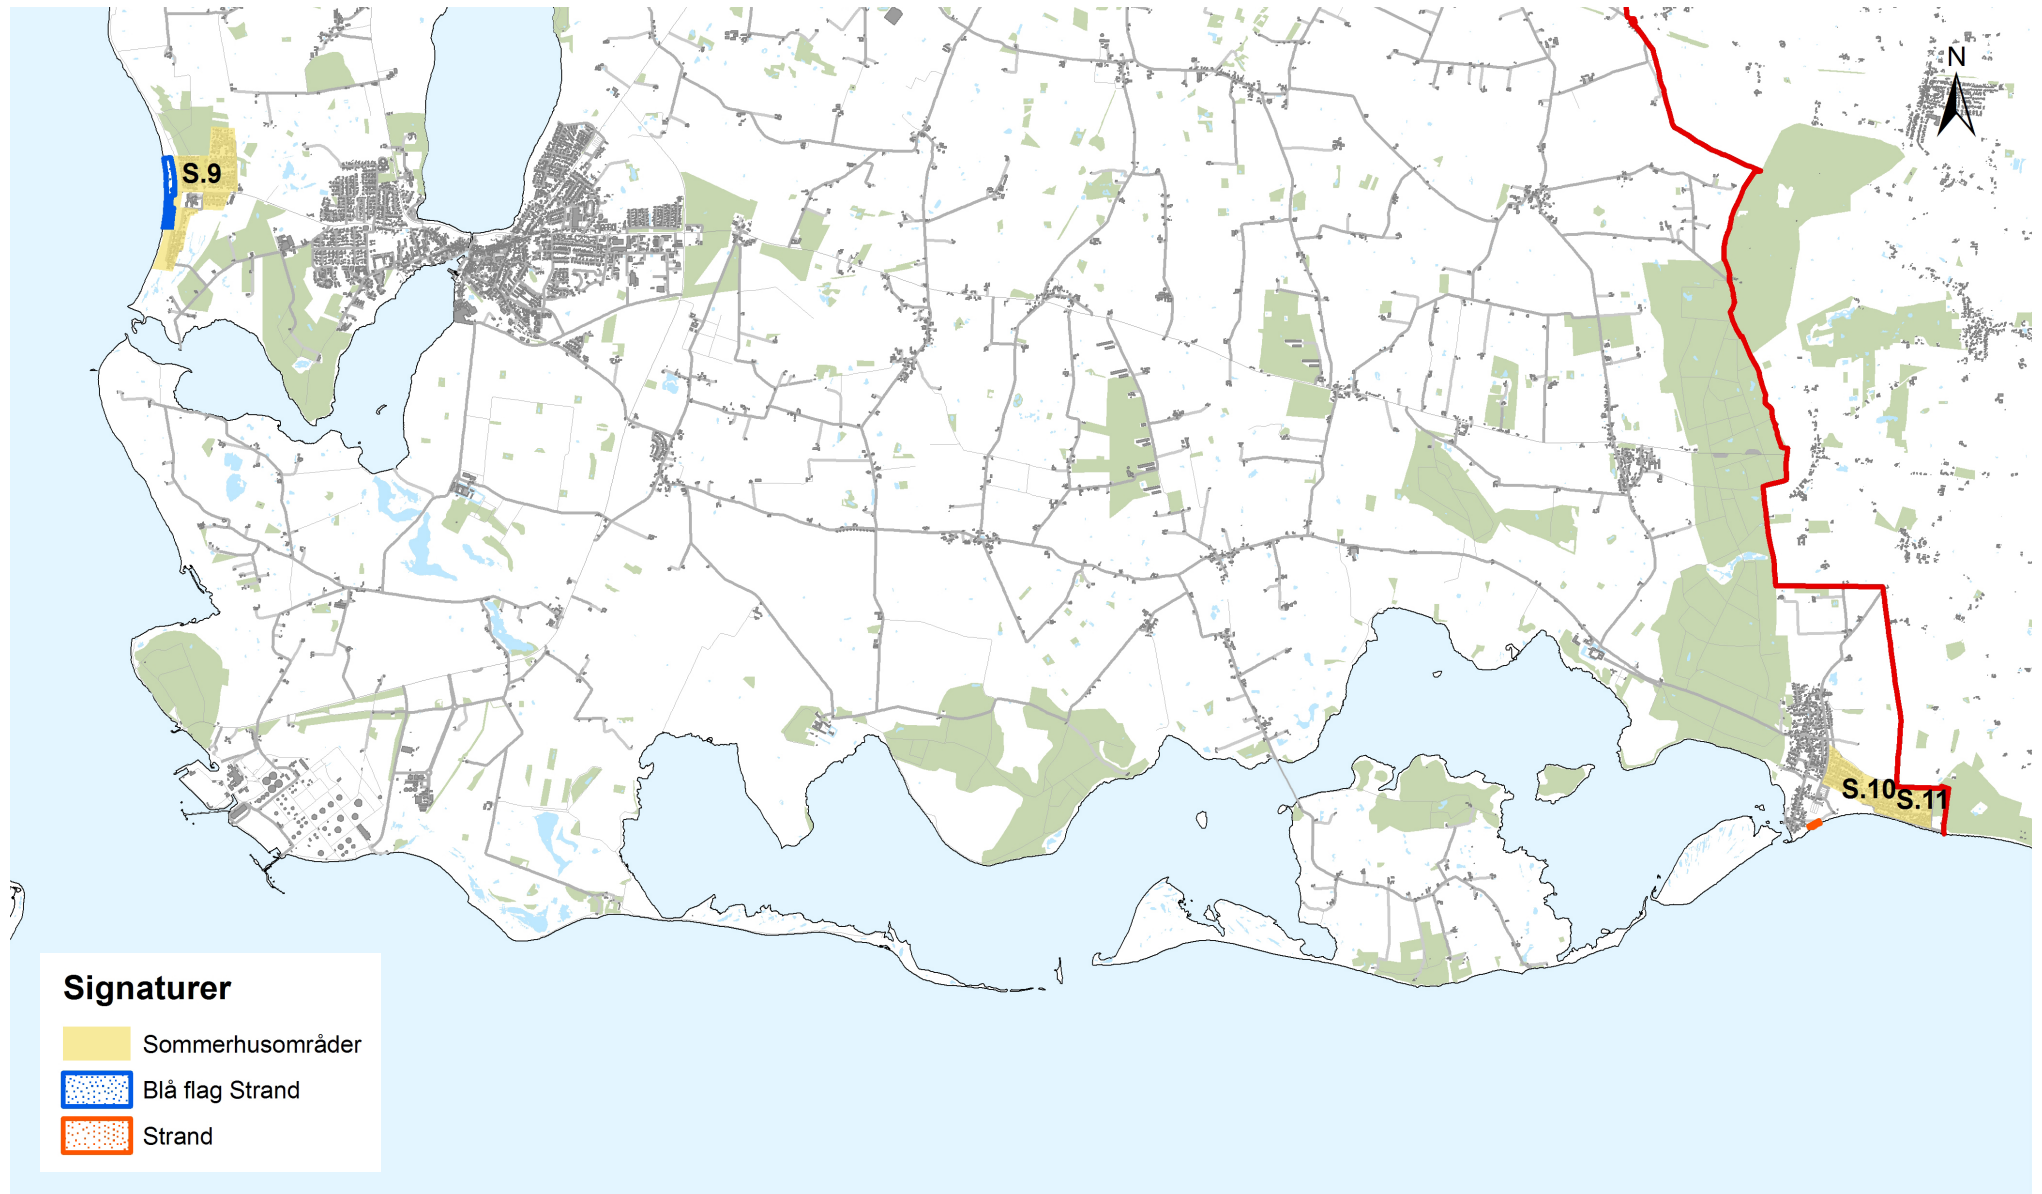 N
S.9
S.10
S.11
Signaturer
Sommerhusområder
Blå flag Strand
Strand